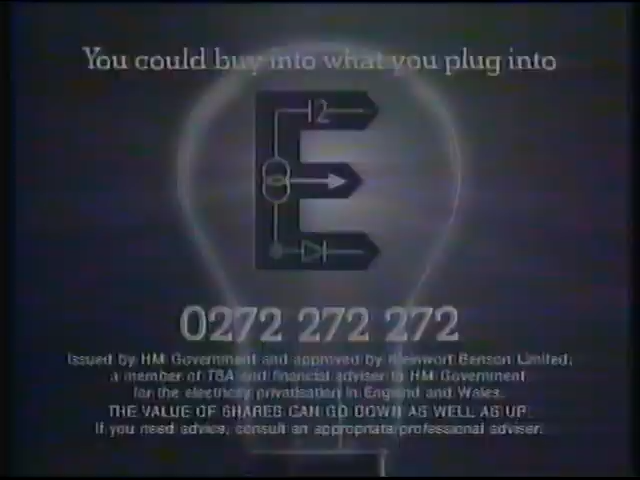 You could buy into what you plug into
12
0272 272 272
Issued by HM Government and approved by Kleinwort Benson Limited,
a member of TSA and financial adviser to HM Government
for the electricity privatisation in England and Wales.
THE VALUE OF SHARES CAN GO DOWN AS WELL AS UP.
If you need advice, consult an appropriate professional adviser.